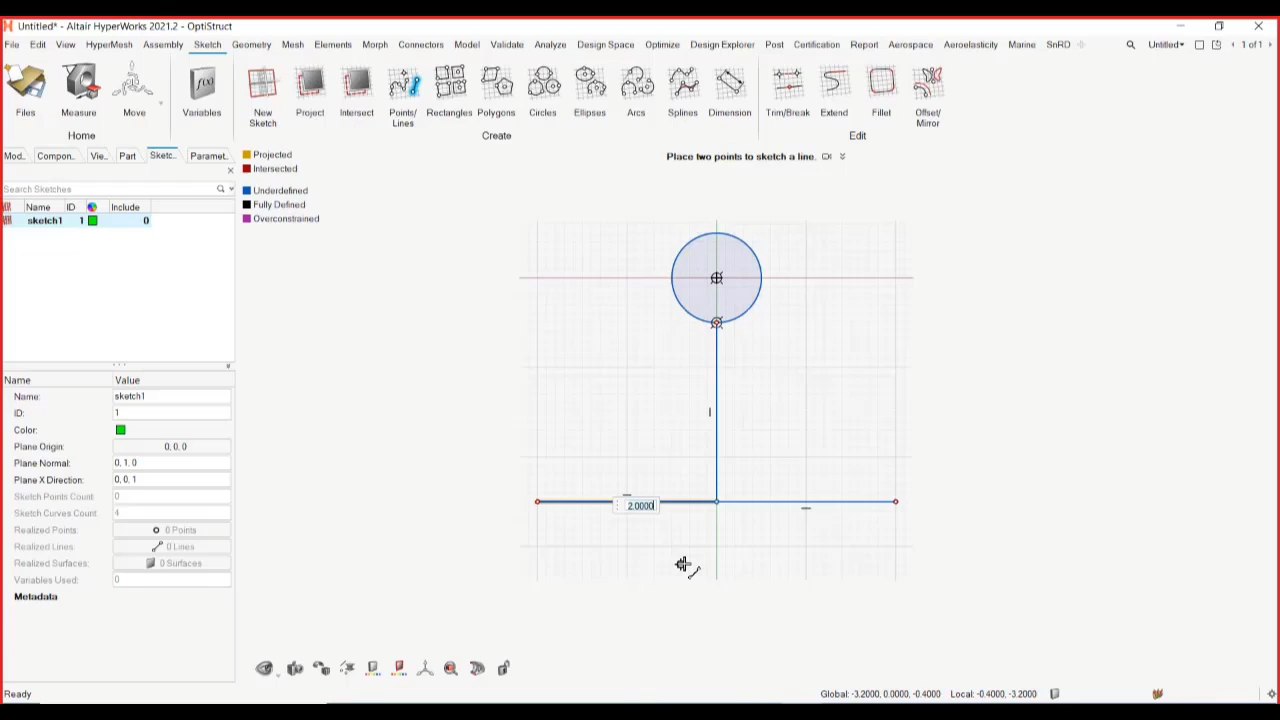 Untitled* - Altair HyperWorks 2021.2 - OptiStruct
File Edit View HyperMesh Assembly Sketch Geometry Mesh Elements Morph Connectors Model Validate Analyze Design Space Optimize Design Explorer Post Certification Report Aerospace Aeroelasticity Marine SnRD Untitled 1 of 1
Files Measure Move Variables New Sketch Project Intersect Points/Lines Rectangles Polygons Circles Ellipses Arcs Splines Dimension Trim/Break Extend Fillet Offset/Mirror
Home Create Edit
Mod.. Compon.. Vie.. Part Sketc.. Paramet..
Search Sketches
Name ID Include
sketch1 1 0
Projected
Intersected
Underdefined
Fully Defined
Overconstrained
Place two points to sketch a line.
2.0000
Name Value
Name: sketch1
ID: 1
Color:
Plane Origin: 0, 0, 0
Plane Normal: 0, 1, 0
Plane X Direction: 0, 0, 1
Sketch Points Count: 0
Sketch Curves Count: 4
Realized Points: 0 Points
Realized Lines: 0 Lines
Realized Surfaces: 0 Surfaces
Variables Used: 0
Metadata
Ready
Global: -3.2000, 0.0000, -0.4000 Local: -0.4000, -3.2000